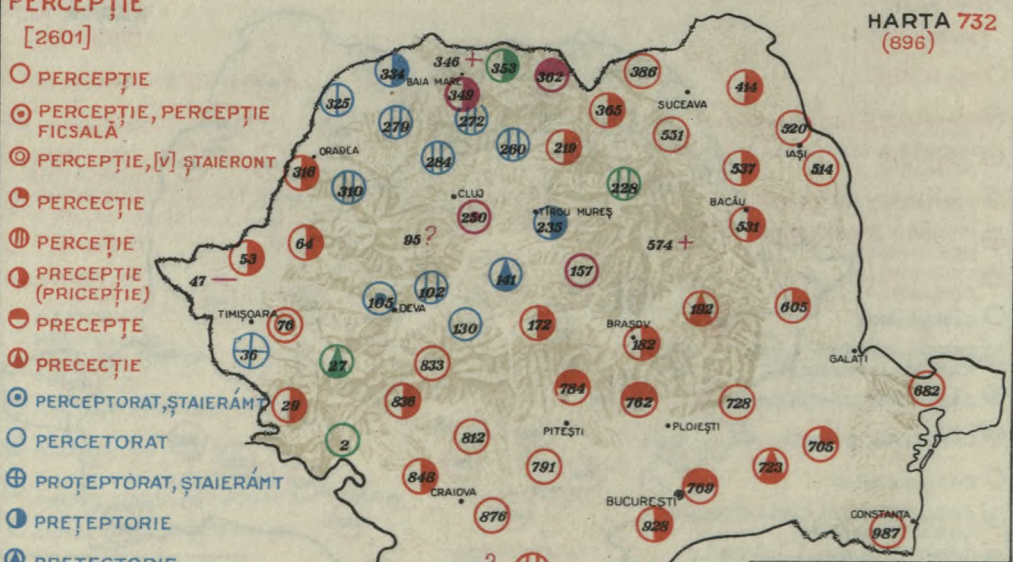 PERCEPȚIE
[2601]
HARTA 732
(896)
PERCEPȚIE
PERCEPȚIE, PERCEPȚIE
FICSALĂ
PERCEPȚIE, [V] ȘTAIERONT
PERCECȚIE
PERCEȚIE
PRECEPȚIE
(PRICEPȚIE)
PRECEPȚE
PRECECȚIE
PERCEPTORAT, ȘTAIERÁMT
PERCETORAT
PROȚEPTORAT, ȘTAIERÁMT
PREȚEPTORIE
PRETECTORIE
346
353
362
386
334
BAIA MARE
349
414
325
SUCEAVA
365
279
272
551
520
IAȘI
284
260
219
537
514
ORADEA
316
310
228
CLUJ
250
TÎRGU MUREȘ
235
BACĂU
531
95 ?
574
64
53
47
141
157
102
165
DEVA
192
605
TIMIȘOARA
76
130
172
BRAȘOV
182
36
27
833
GALAȚI
29
836
784
762
728
682
PITEȘTI
PLOIEȘTI
2
812
791
705
723
848
CRAIOVA
BUCUREȘTI
769
876
928
CONSTANȚA
987
?